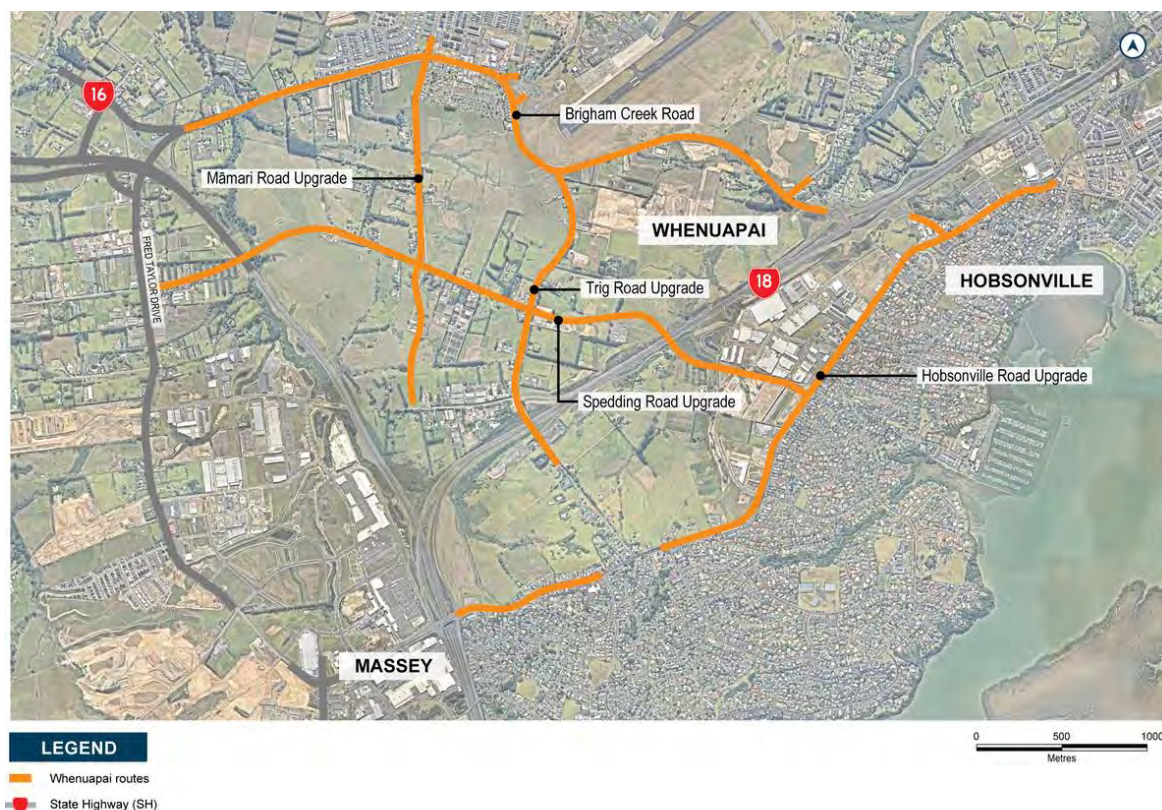 16
Brigham Creek Road
Māmari Road Upgrade
WHENUAPAI
FRED TAYLOR DRIVE
HOBSONVILLE
18
Trig Road Upgrade
Hobsonville Road Upgrade
Spedding Road Upgrade
MASSEY
LEGEND
Whenuapai routes
State Highway (SH)
0 500 1000
Metres